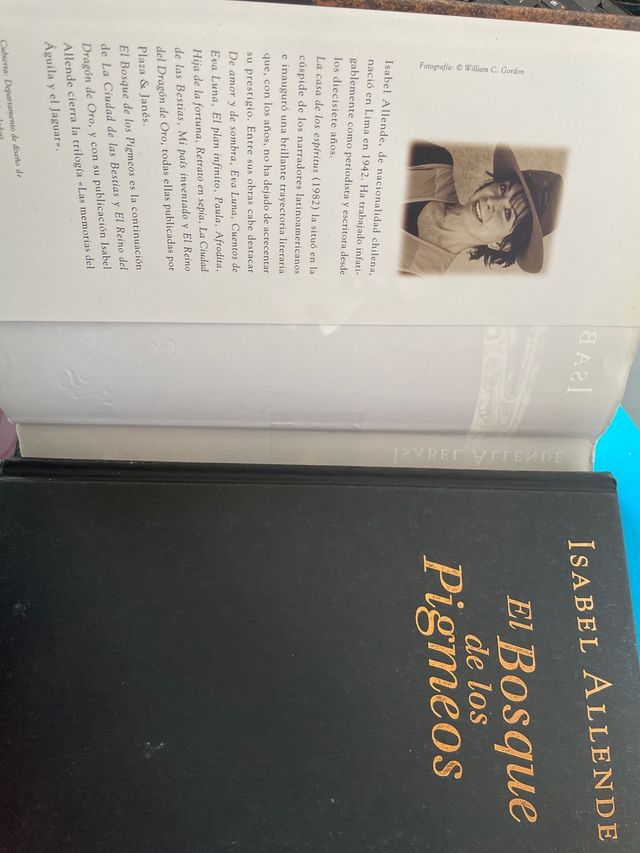 Fotografía: © William C. Gordon
Isabel Allende, de nacionalidad chilena,
nació en Lima en 1942. Ha trabajado infati-
gablemente como periodista y escritora desde
los diecisiete años.
La casa de los espíritus (1982) la situó en la
cúspide de los narradores latinoamericanos
e inauguró una brillante trayectoria literaria
que, con los años, no ha dejado de acrecentar
su prestigio. Entre sus obras cabe destacar
De amor y de sombra, Eva Luna, Cuentos de
Eva Luna, El plan infinito, Paula, Afrodita,
Hija de la fortuna, Retrato en sepia, La Ciudad
de las Bestias, Mi país inventado y El Reino
del Dragón de Oro, todas ellas publicadas por
Plaza & Janés.
El Bosque de los Pigmeos es la continuación
de La Ciudad de las Bestias y El Reino del
Dragón de Oro, y con su publicación Isabel
Allende cierra la trilogía «Las memorias del
Águila y el Jaguar».
Cubierta: Departamento de diseño de
ISAB
ISABEL ALLENDE
ISABEL ALLENDE
El Bosque
de los
Pigmeos